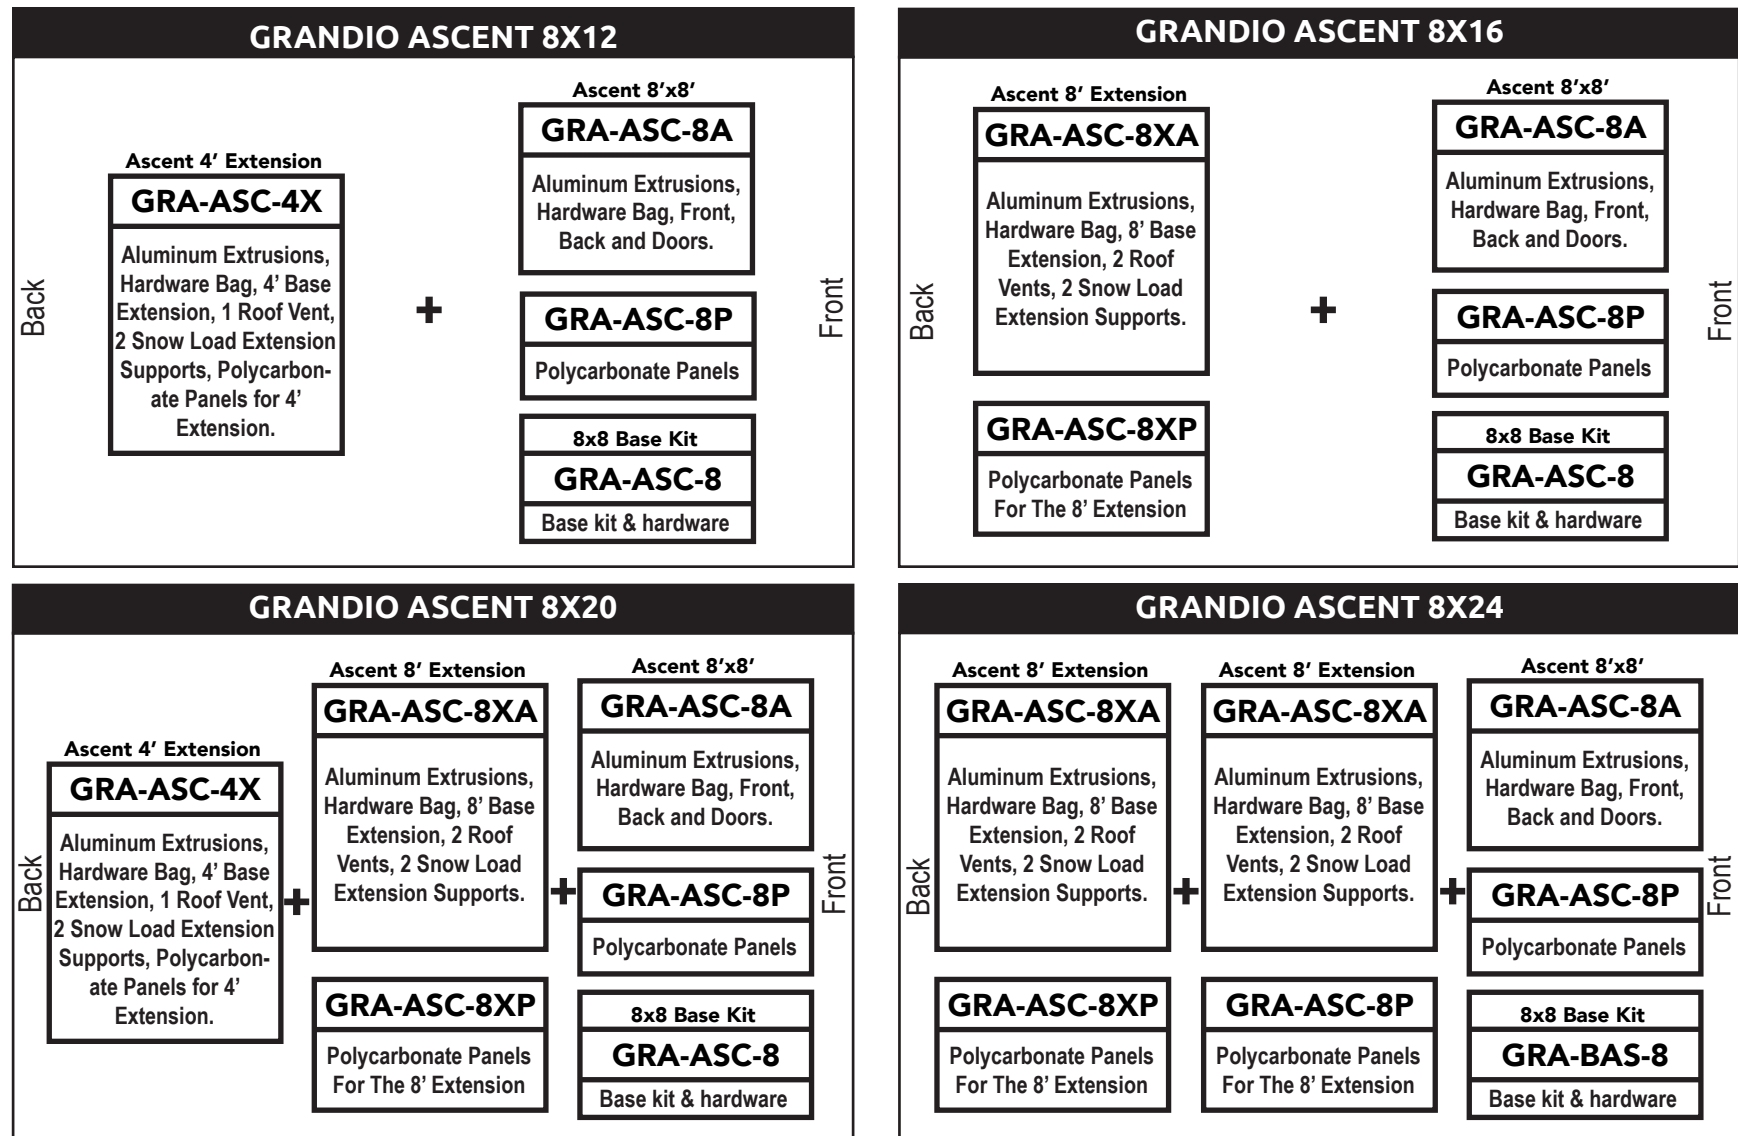 GRANDIO ASCENT 8X12
Back
Ascent 4' Extension
GRA-ASC-4X
Aluminum Extrusions,
Hardware Bag, 4' Base
Extension, 1 Roof Vent,
2 Snow Load Extension
Supports, Polycarbon-
ate Panels for 4'
Extension.
+
Ascent 8'x8'
GRA-ASC-8A
Aluminum Extrusions,
Hardware Bag, Front,
Back and Doors.
GRA-ASC-8P
Polycarbonate Panels
8x8 Base Kit
GRA-ASC-8
Base kit & hardware
Front
GRANDIO ASCENT 8X16
Back
Ascent 8' Extension
GRA-ASC-8XA
Aluminum Extrusions,
Hardware Bag, 8' Base
Extension, 2 Roof
Vents, 2 Snow Load
Extension Supports.
GRA-ASC-8XP
Polycarbonate Panels
For The 8' Extension
+
Ascent 8'x8'
GRA-ASC-8A
Aluminum Extrusions,
Hardware Bag, Front,
Back and Doors.
GRA-ASC-8P
Polycarbonate Panels
8x8 Base Kit
GRA-ASC-8
Base kit & hardware
Front
GRANDIO ASCENT 8X20
Back
Ascent 4' Extension
GRA-ASC-4X
Aluminum Extrusions,
Hardware Bag, 4' Base
Extension, 1 Roof Vent,
2 Snow Load Extension
Supports, Polycarbon-
ate Panels for 4'
Extension.
+
Ascent 8' Extension
GRA-ASC-8XA
Aluminum Extrusions,
Hardware Bag, 8' Base
Extension, 2 Roof
Vents, 2 Snow Load
Extension Supports.
GRA-ASC-8XP
Polycarbonate Panels
For The 8' Extension
+
Ascent 8'x8'
GRA-ASC-8A
Aluminum Extrusions,
Hardware Bag, Front,
Back and Doors.
GRA-ASC-8P
Polycarbonate Panels
8x8 Base Kit
GRA-ASC-8
Base kit & hardware
Front
GRANDIO ASCENT 8X24
Back
Ascent 8' Extension
GRA-ASC-8XA
Aluminum Extrusions,
Hardware Bag, 8' Base
Extension, 2 Roof
Vents, 2 Snow Load
Extension Supports.
GRA-ASC-8XP
Polycarbonate Panels
For The 8' Extension
+
Ascent 8' Extension
GRA-ASC-8XA
Aluminum Extrusions,
Hardware Bag, 8' Base
Extension, 2 Roof
Vents, 2 Snow Load
Extension Supports.
GRA-ASC-8P
Polycarbonate Panels
For The 8' Extension
+
Ascent 8'x8'
GRA-ASC-8A
Aluminum Extrusions,
Hardware Bag, Front,
Back and Doors.
GRA-ASC-8P
Polycarbonate Panels
8x8 Base Kit
GRA-BAS-8
Base kit & hardware
Front